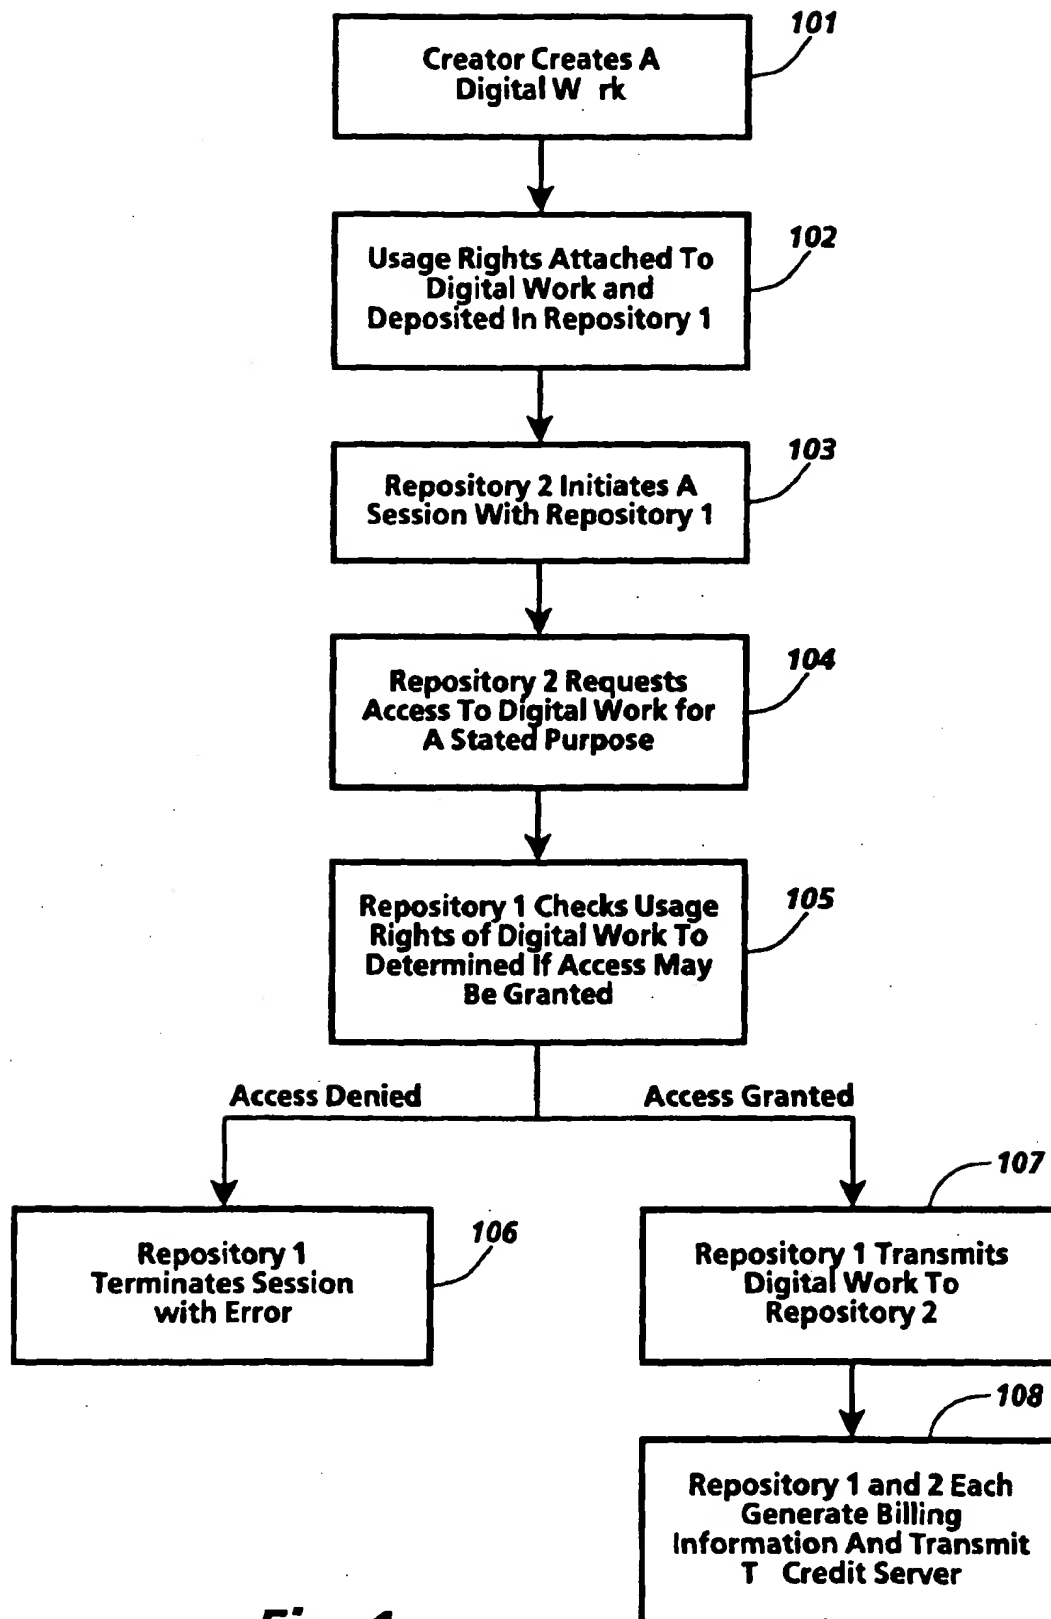 101
Creator Creates A
Digital W rk
102
Usage Rights Attached To
Digital Work and
Deposited In Repository 1
103
Repository 2 Initiates A
Session With Repository 1
104
Repository 2 Requests
Access To Digital Work for
A Stated Purpose
105
Repository 1 Checks Usage
Rights of Digital Work To
Determined If Access May
Be Granted
Access Denied
Access Granted
106
Repository 1
Terminates Session
with Error
107
Repository 1 Transmits
Digital Work To
Repository 2
108
Repository 1 and 2 Each
Generate Billing
Information And Transmit
T Credit Server